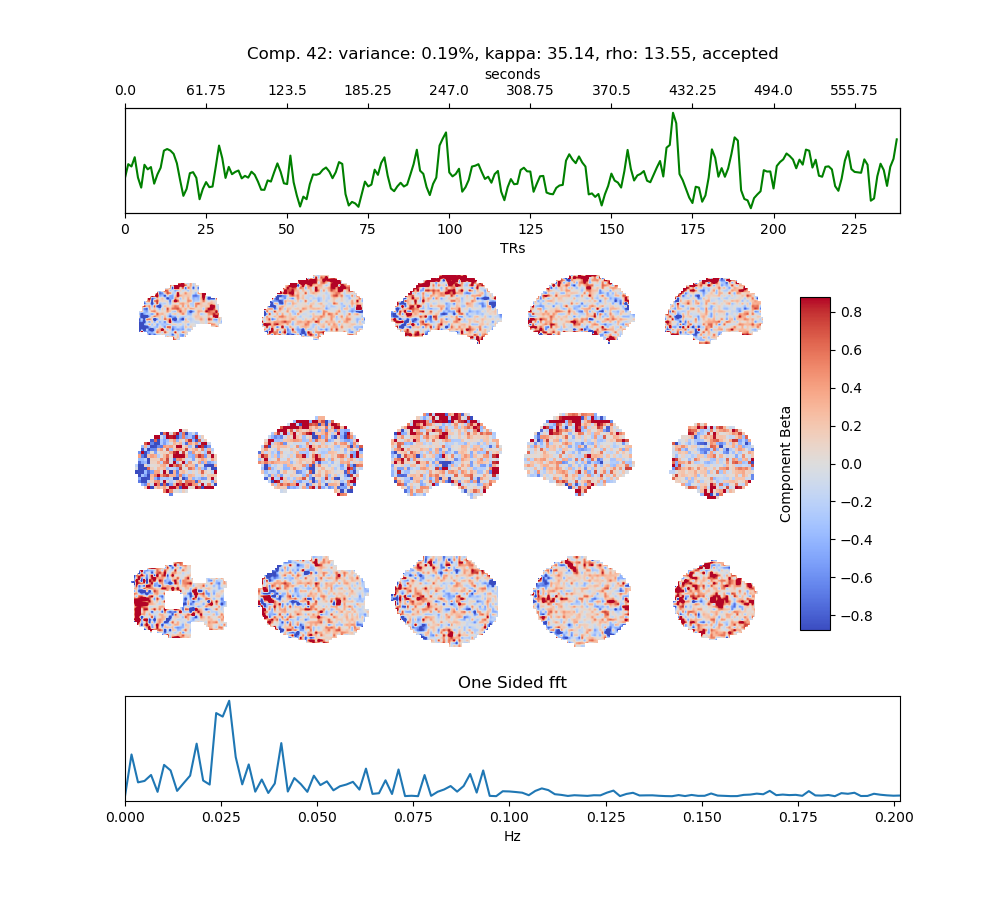 Comp. 42: variance: 0.19%, kappa: 35.14, rho: 13.55, accepted
seconds
0.0 61.75 123.5 185.25 247.0 308.75 370.5 432.25 494.0 555.75
0 25 50 75 100 125 150 175 200 225
TRs
0.8
0.6
0.4
0.2
0.0
−0.2
−0.4
−0.6
−0.8
Component Beta
One Sided fft
0.000 0.025 0.050 0.075 0.100 0.125 0.150 0.175 0.200
Hz